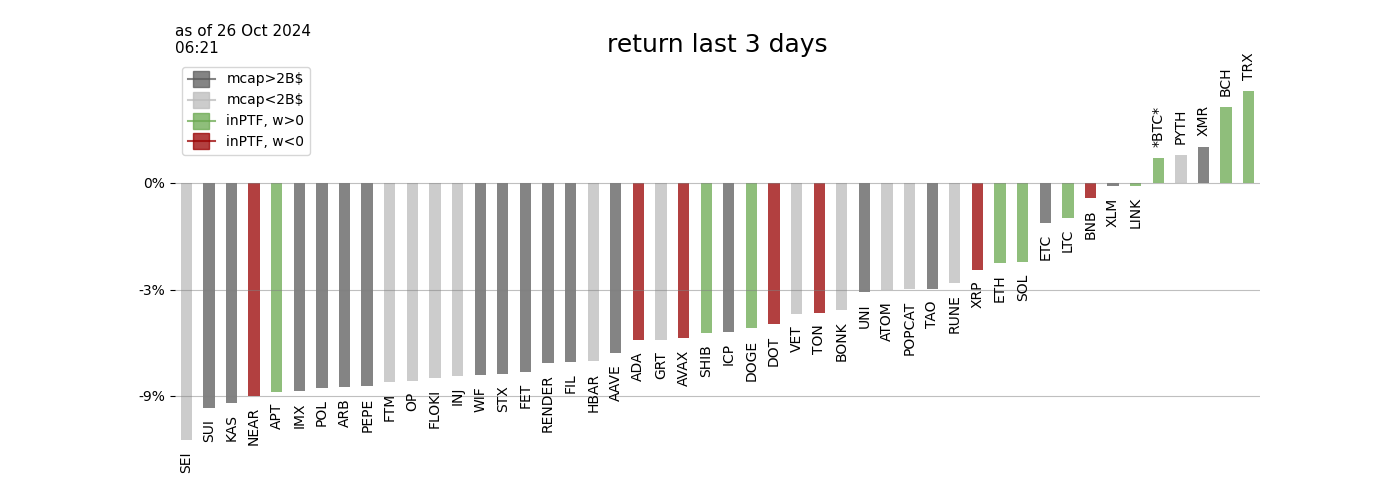 as of 26 Oct 2024
06:21
return last 3 days
mcap>2B$
mcap<2B$
inPTF, w>0
inPTF, w<0
0%
-3%
-9%
SEI
SUI
KAS
NEAR
APT
IMX
POL
ARB
PEPE
FTM
OP
FLOKI
INJ
WIF
STX
FET
RENDER
FIL
HBAR
AAVE
ADA
GRT
AVAX
SHIB
ICP
DOGE
DOT
VET
TON
BONK
UNI
ATOM
POPCAT
TAO
RUNE
XRP
ETH
SOL
ETC
LTC
BNB
XLM
LINK
*BTC*
PYTH
XMR
BCH
TRX